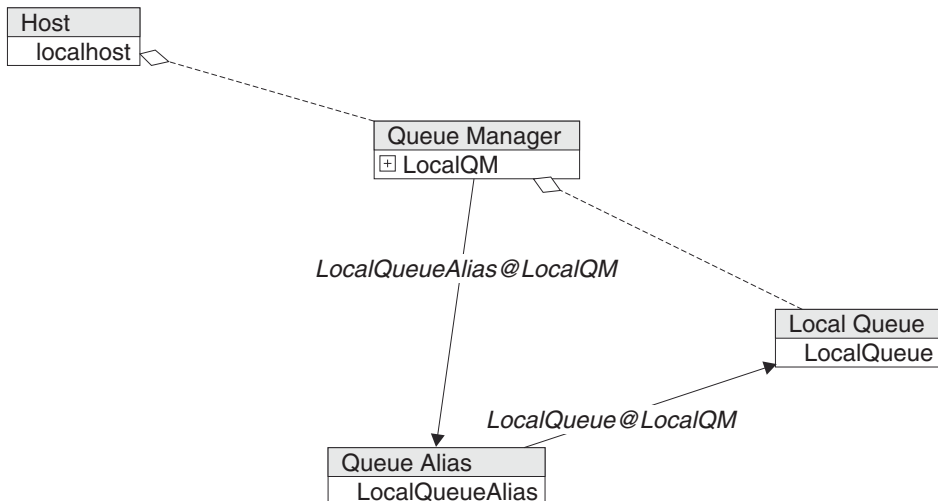 Host
localhost
Queue Manager
LocalQM
LocalQueueAlias@LocalQM
Local Queue
LocalQueue
LocalQueue@LocalQM
Queue Alias
LocalQueueAlias